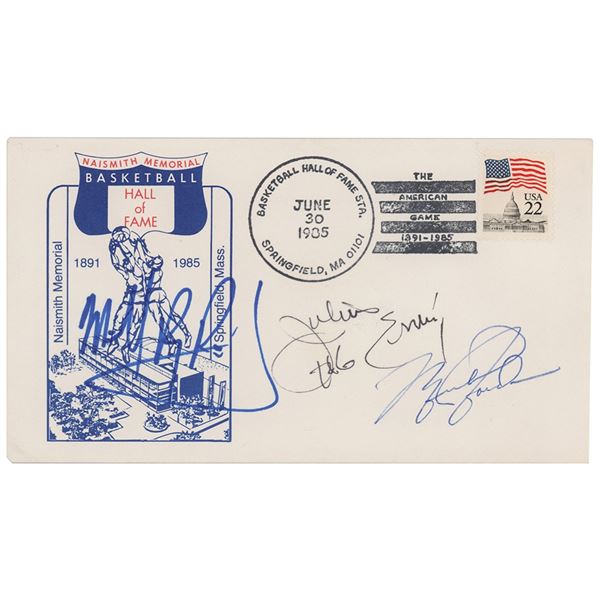 NAISMITH MEMORIAL
BASKETBALL
HALL
of
FAME
1891 1985
Naismith Memorial
Springfield, Mass.
BASKETBALL HALL OF FAME STA.
JUNE
30
1985
SPRINGFIELD, MA 01101
THE
AMERICAN
GAME
1891-1985
USA
22
Julius Erving